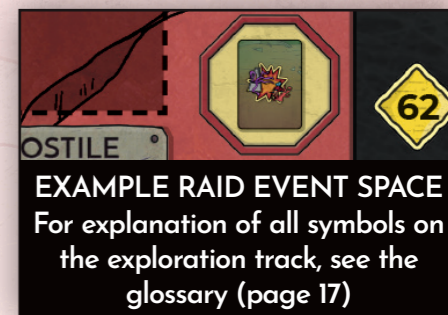 62
OSTILE
EXAMPLE RAID EVENT SPACE
For explanation of all symbols on
the exploration track, see the
glossary (page 17)